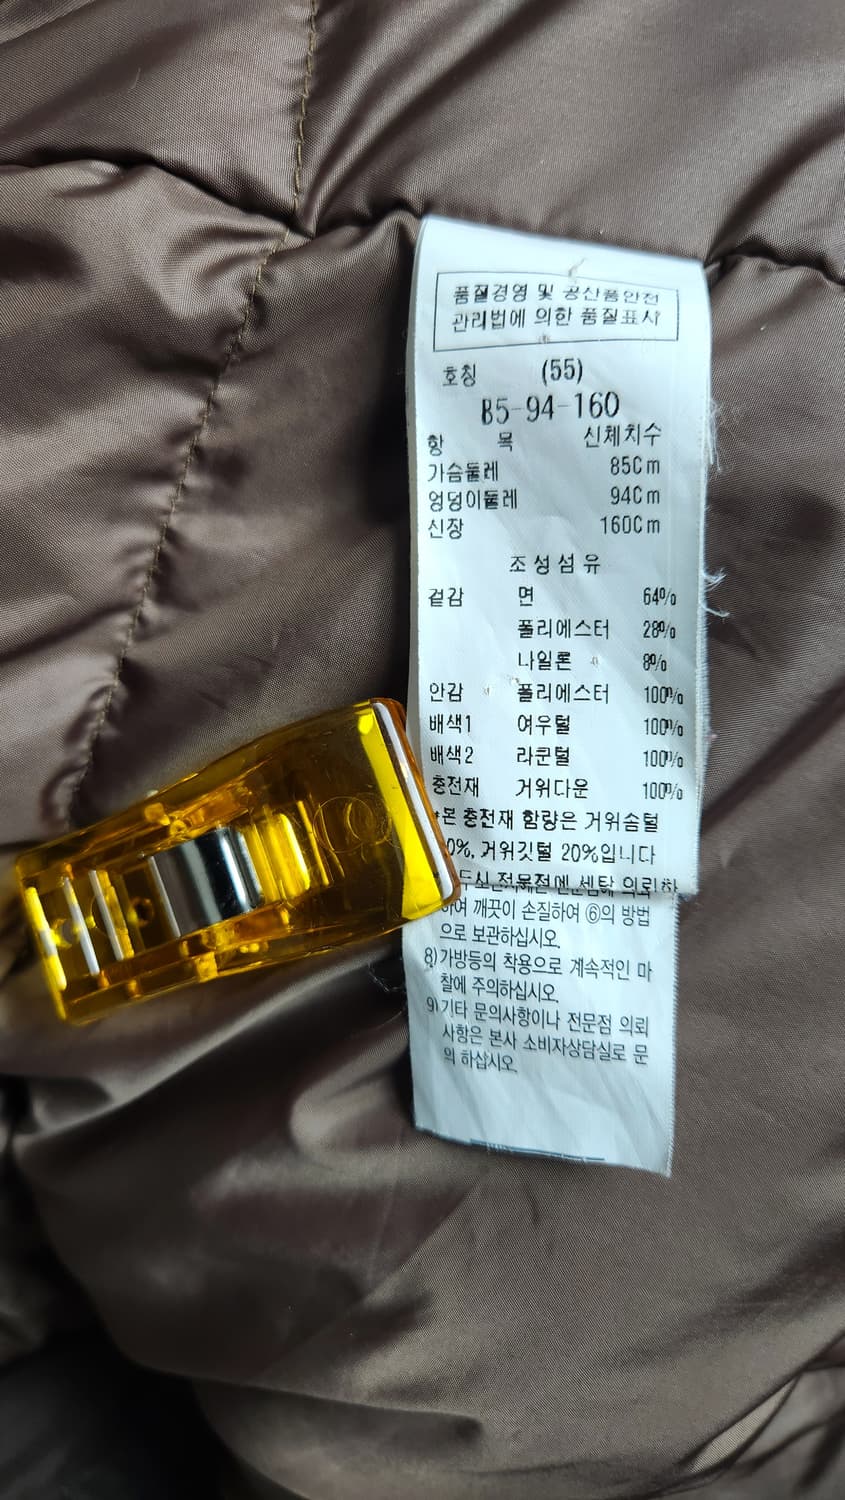 품질경영 및 공산품안전
관리법에 의한 품질표시
호칭 (55)
85-94-160
항 목 신체치수
가슴둘레 85Cm
엉덩이둘레 94Cm
신장 160Cm
조성섬유
겉감 면 64%
폴리에스터 28%
나일론 8%
안감 폴리에스터 100%
배색1 여우털 100%
배색2 라쿤털 100%
충전재 거위다운 100%
*본 충전재 함량은 거위솜털
0%, 거위깃털 20%입니다
하여 깨끗이 손질하여 ⑥의 방법
으로 보관하십시오.
8)가방등의 착용으로 계속적인 마
찰에 주의하십시오.
9)기타 문의사항이나 전문점 의뢰
사항은 본사 소비자상담실로 문
의 하십시오.